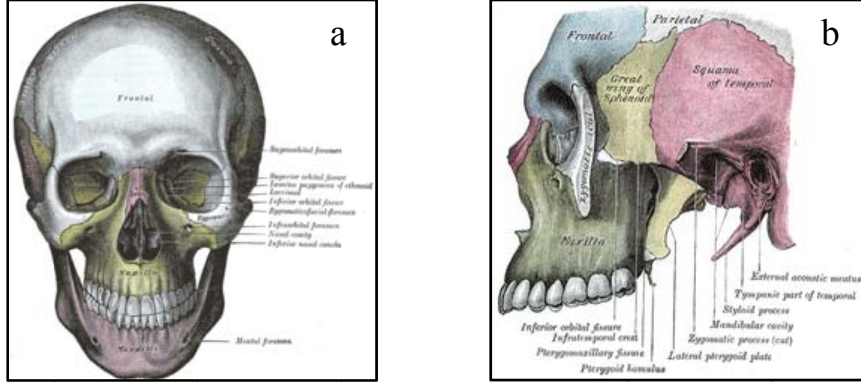 a
Frontal
Supraorbital foramen
Superior orbital fissure
Lamina papyracea of ethmoid
Lacrimal
Inferior orbital fissure
Zygomaticofacial foramen
Zygomatic
Infraorbital foramen
Nasal cavity
Inferior nasal concha
Maxilla
Mental foramen
Mandible
b
Parietal
Frontal
Great
wing of
Sphenoid
Squama
of temporal
Maxilla
External acoustic meatus
Tympanic part of temporal
Styloid process
Mandibular cavity
Zygomatic process (cut)
Lateral pterygoid plate
Inferior orbital fissure
Infratemporal crest
Pterygomaxillary fissure
Pterygoid hamulus